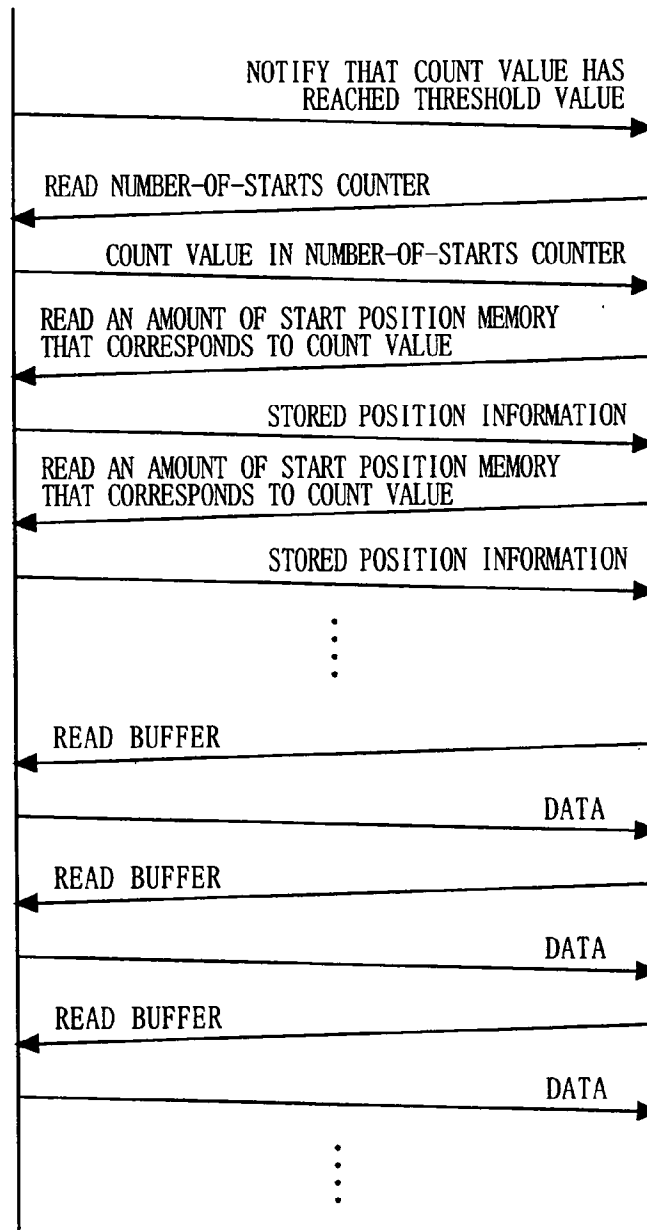 NOTIFY THAT COUNT VALUE HAS
REACHED THRESHOLD VALUE
READ NUMBER-OF-STARTS COUNTER
COUNT VALUE IN NUMBER-OF-STARTS COUNTER
READ AN AMOUNT OF START POSITION MEMORY
THAT CORRESPONDS TO COUNT VALUE
STORED POSITION INFORMATION
READ AN AMOUNT OF START POSITION MEMORY
THAT CORRESPONDS TO COUNT VALUE
STORED POSITION INFORMATION
READ BUFFER
DATA
READ BUFFER
DATA
READ BUFFER
DATA